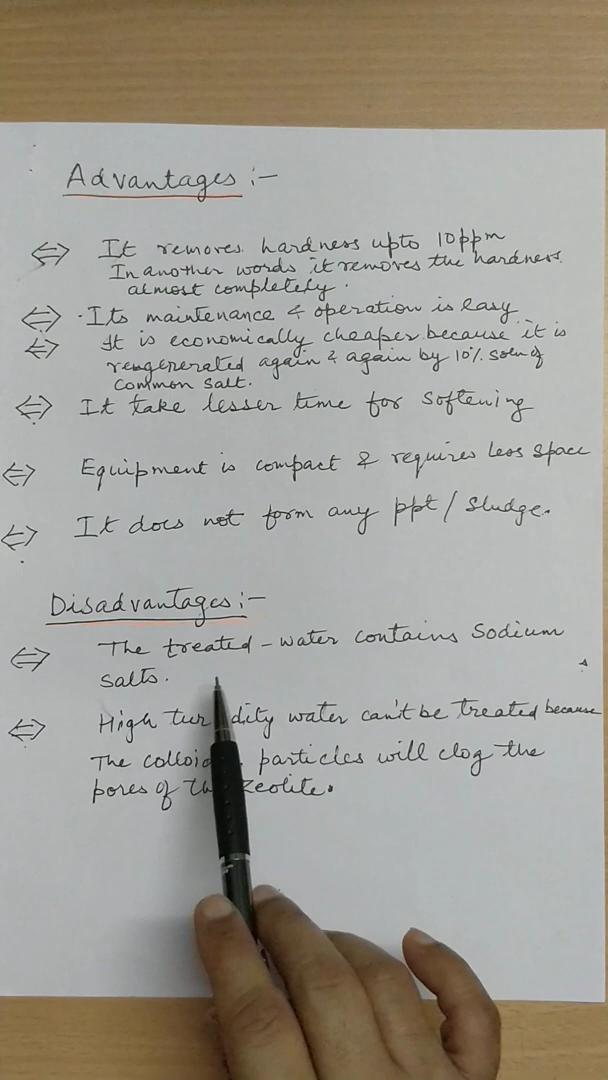 Advantages :-
It removes hardness upto 10ppm
In another words it removes the hardness
almost completely.
Its maintenance & operation is easy
It is economically cheaper because it is
regenerated again & again by 10% soln of
Common salt.
It take lesser time for softening
Equipment is compact & requires less space
It does not form any ppt / sludge.
Disadvantages :-
The treated - water contains Sodium
salts.
High tur dity water can't be treated because
The particles will clog the
pores of Zeolite.